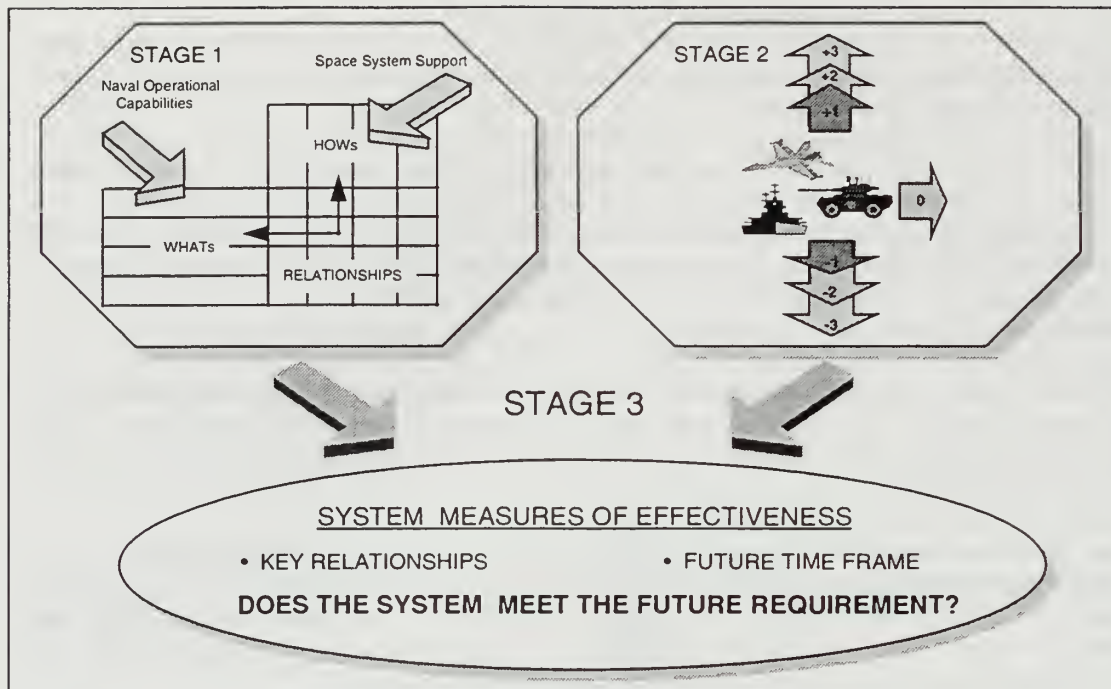 STAGE 1
Space System Support
Naval Operational
Capabilities
HOWs
WHATs
RELATIONSHIPS
STAGE 2
+3
+2
+1
0
-1
-2
-3
STAGE 3
SYSTEM MEASURES OF EFFECTIVENESS
• KEY RELATIONSHIPS
• FUTURE TIME FRAME
DOES THE SYSTEM MEET THE FUTURE REQUIREMENT?